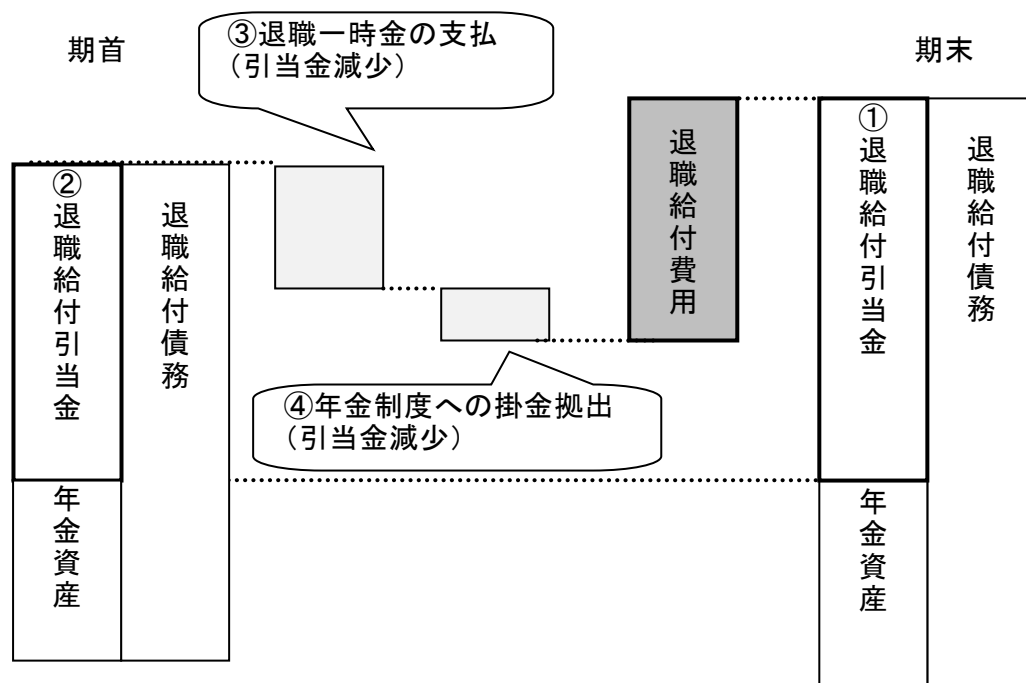 期首
③退職一時金の支払
（引当金減少）
期末
②退職給付引当金
退職給付債務
退職給付費用
①退職給付引当金
退職給付債務
④年金制度への掛金拠出
（引当金減少）
年金資産
年金資産